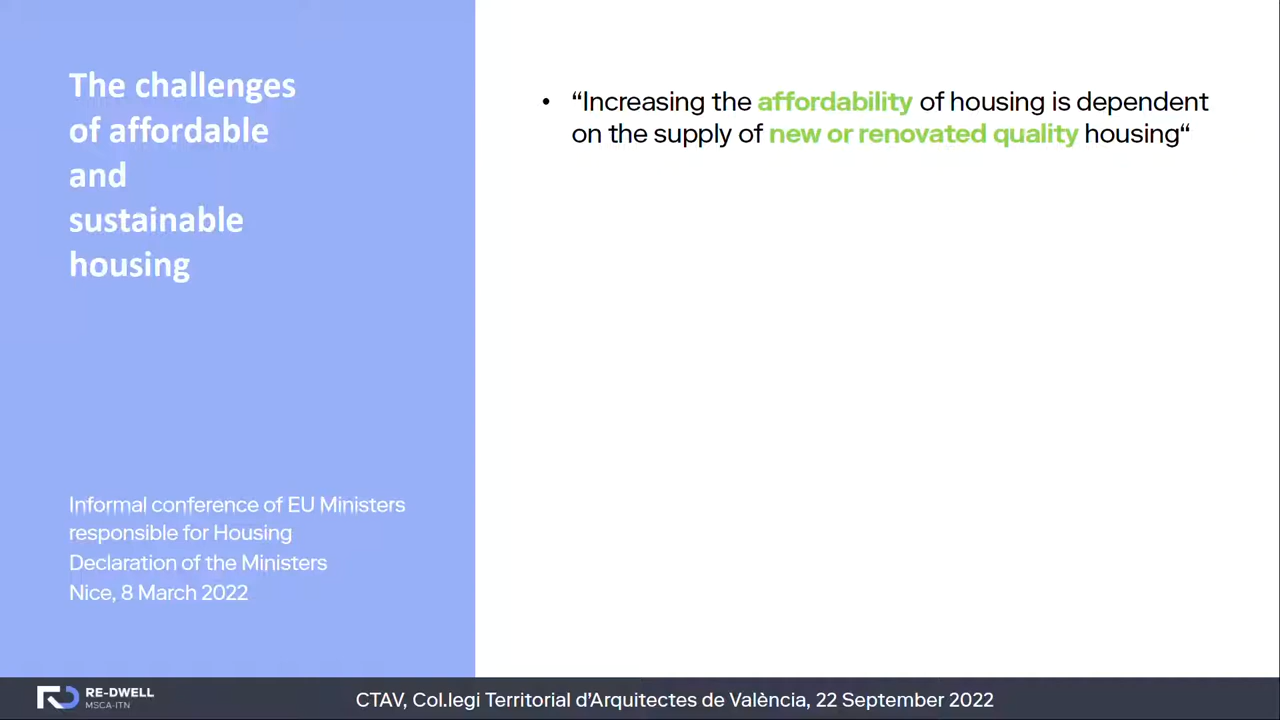 The challenges
of affordable
and
sustainable
housing
• “Increasing the affordability of housing is dependent
on the supply of new or renovated quality housing“
Informal conference of EU Ministers
responsible for Housing
Declaration of the Ministers
Nice, 8 March 2022
RE-DWELL
MSCA-ITN
CTAV, Col.legi Territorial d’Arquitectes de València, 22 September 2022